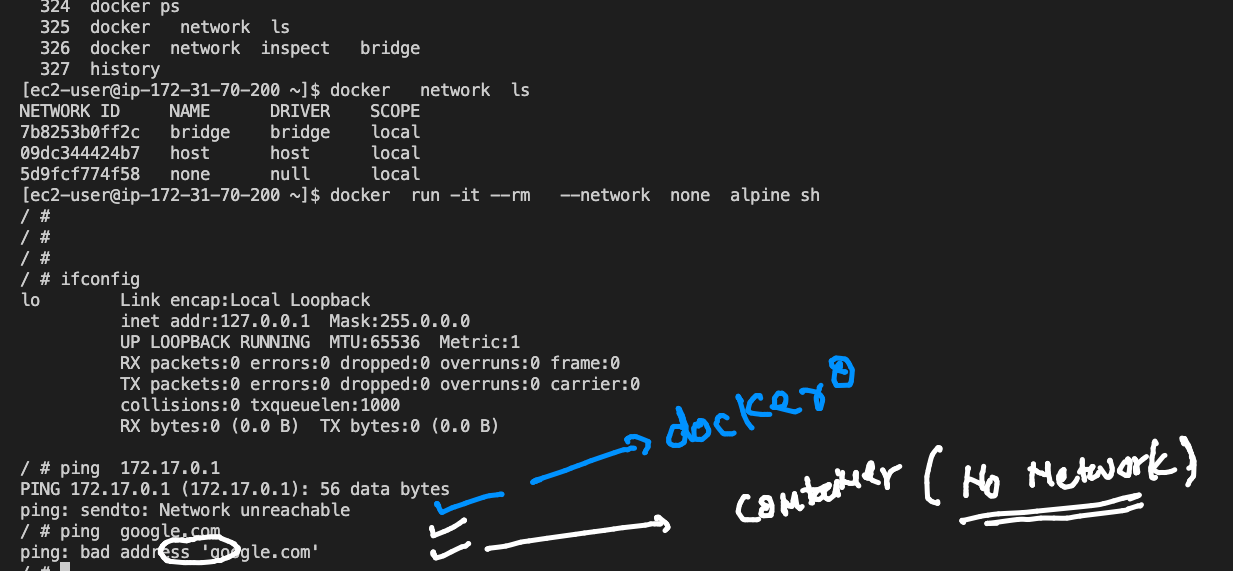 324  docker ps
325  docker   network  ls
326  docker  network  inspect   bridge
327  history
[ec2-user@ip-172-31-70-200 ~]$ docker   network  ls
NETWORK ID     NAME      DRIVER    SCOPE
7b8253b0ff2c   bridge    bridge    local
09dc344424b7   host      host      local
5d9fcf774f58   none      null      local
[ec2-user@ip-172-31-70-200 ~]$ docker  run -it --rm   --network  none  alpine sh
/ #
/ #
/ #
/ # ifconfig
lo        Link encap:Local Loopback
          inet addr:127.0.0.1  Mask:255.0.0.0
          UP LOOPBACK RUNNING  MTU:65536  Metric:1
          RX packets:0 errors:0 dropped:0 overruns:0 frame:0
          TX packets:0 errors:0 dropped:0 overruns:0 carrier:0
          collisions:0 txqueuelen:1000
          RX bytes:0 (0.0 B)  TX bytes:0 (0.0 B)
docker0
/ # ping  172.17.0.1
PING 172.17.0.1 (172.17.0.1): 56 data bytes
ping: sendto: Network unreachable
container (No Network)
/ # ping  google.com
ping: bad address 'google.com'
/ #